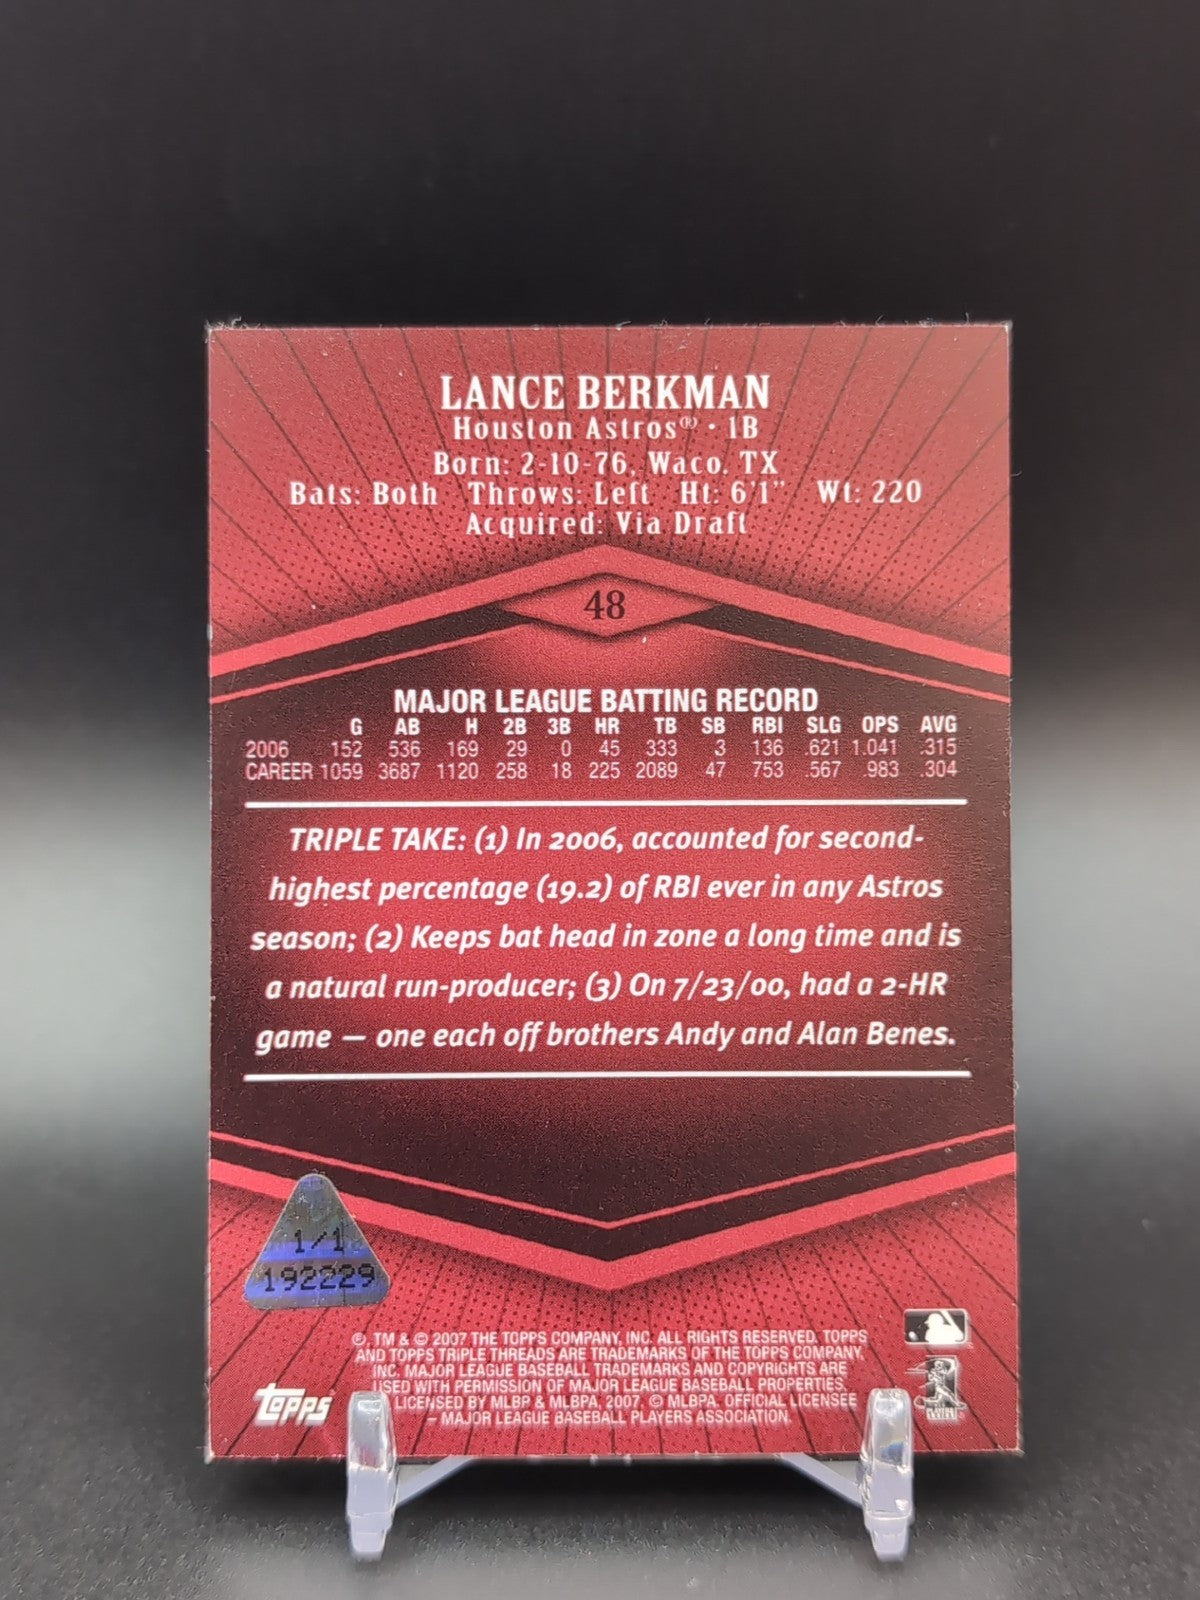 LANCE BERKMAN
Houston Astros® • 1B
Born: 2-10-76, Waco, TX
Bats: Both Throws: Left Ht: 6'1" Wt: 220
Acquired: Via Draft
48
MAJOR LEAGUE BATTING RECORD
G AB H 2B 3B HR TB SB RBI SLG OPS AVG
2006 152 536 169 29 0 45 333 3 136 .621 1.041 .315
CAREER 1059 3687 1120 258 18 225 2089 47 753 .567 .983 .304
TRIPLE TAKE: (1) In 2006, accounted for second-
highest percentage (19.2) of RBI ever in any Astros
season; (2) Keeps bat head in zone a long time and is
a natural run-producer; (3) On 7/23/00, had a 2-HR
game — one each off brothers Andy and Alan Benes.
1/1
192229
®, TM & © 2007 THE TOPPS COMPANY, INC. ALL RIGHTS RESERVED. TOPPS
AND TOPPS TRIPLE THREADS ARE TRADEMARKS OF THE TOPPS COMPANY,
INC. MAJOR LEAGUE BASEBALL TRADEMARKS AND COPYRIGHTS ARE
USED WITH PERMISSION OF MAJOR LEAGUE BASEBALL PROPERTIES,
LICENSED BY MLBP & MLBPA, 2007. © MLBPA. OFFICIAL LICENSEE
– MAJOR LEAGUE BASEBALL PLAYERS ASSOCIATION.
topps
PLAYERS